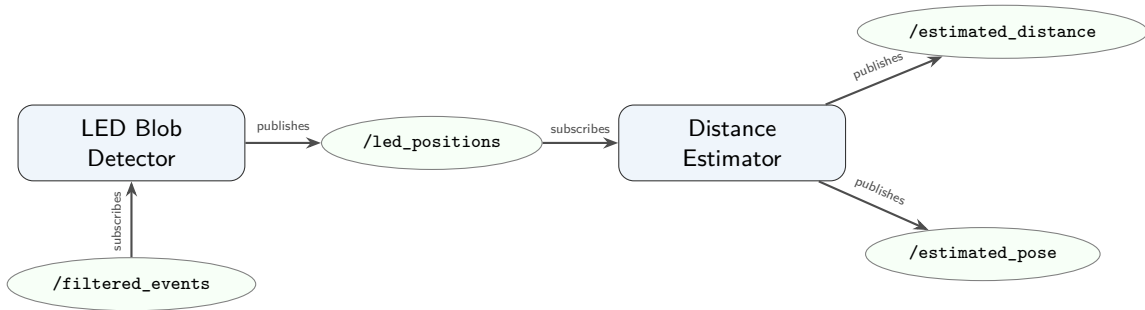 /estimated_distance
publishes
LED Blob
Detector
publishes
/led_positions
subscribes
Distance
Estimator
subscribes
publishes
/filtered_events
/estimated_pose